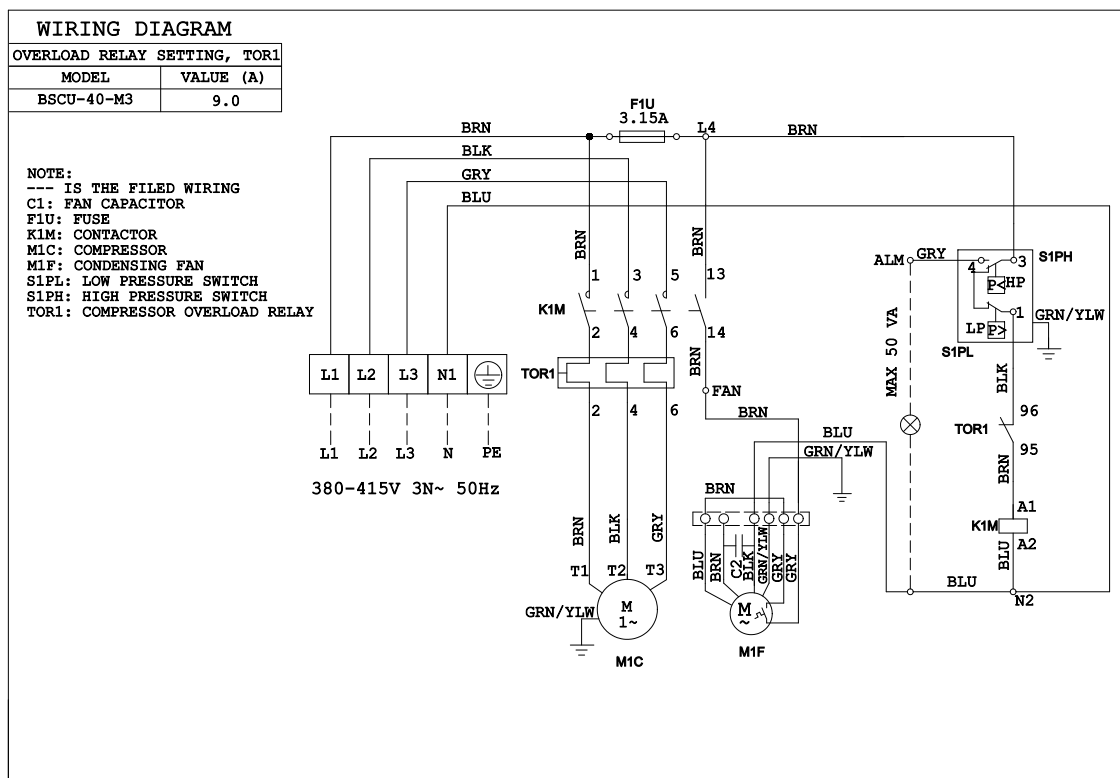 WIRING DIAGRAM
OVERLOAD RELAY SETTING, TOR1
MODEL VALUE (A)
BSCU-40-M3 9.0
NOTE:
--- IS THE FILED WIRING
C1: FAN CAPACITOR
F1U: FUSE
K1M: CONTACTOR
M1C: COMPRESSOR
M1F: CONDENSING FAN
S1PL: LOW PRESSURE SWITCH
S1PH: HIGH PRESSURE SWITCH
TOR1: COMPRESSOR OVERLOAD RELAY
F1U
3.15A
L4
BRN
BRN
BLK
GRY
BLU
BRN
BRN
1 3 5 13
K1M
2 4 6 14
BRN
TOR1
FAN
2 4 6
BRN
L1 L2 L3 N1
L1 L2 L3 N PE
380-415V 3N~ 50Hz
BRN
BLK
GRY
T1 T2 T3
GRN/YLW
M
1~
M1C
BLU
GRN/YLW
BRN
BLU
BRN
C2
BLK
GRN/YLW
GRY
GRY
M
~
M1F
ALM
GRY
MAX 50 VA
4 3
S1PH
P<
HP
1
LP
P>
S1PL
GRN/YLW
BLK
96
TOR1
95
BRN
A1
K1M
A2
BLU
BLU
N2